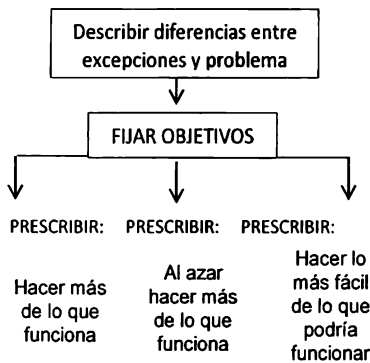 Describir diferencias entre
excepciones y problema
FIJAR OBJETIVOS
PRESCRIBIR:
Hacer más
de lo que
funciona
PRESCRIBIR:
Al azar
hacer más
de lo que
funciona
PRESCRIBIR:
Hacer lo
más fácil
de lo que
podría
funcionar